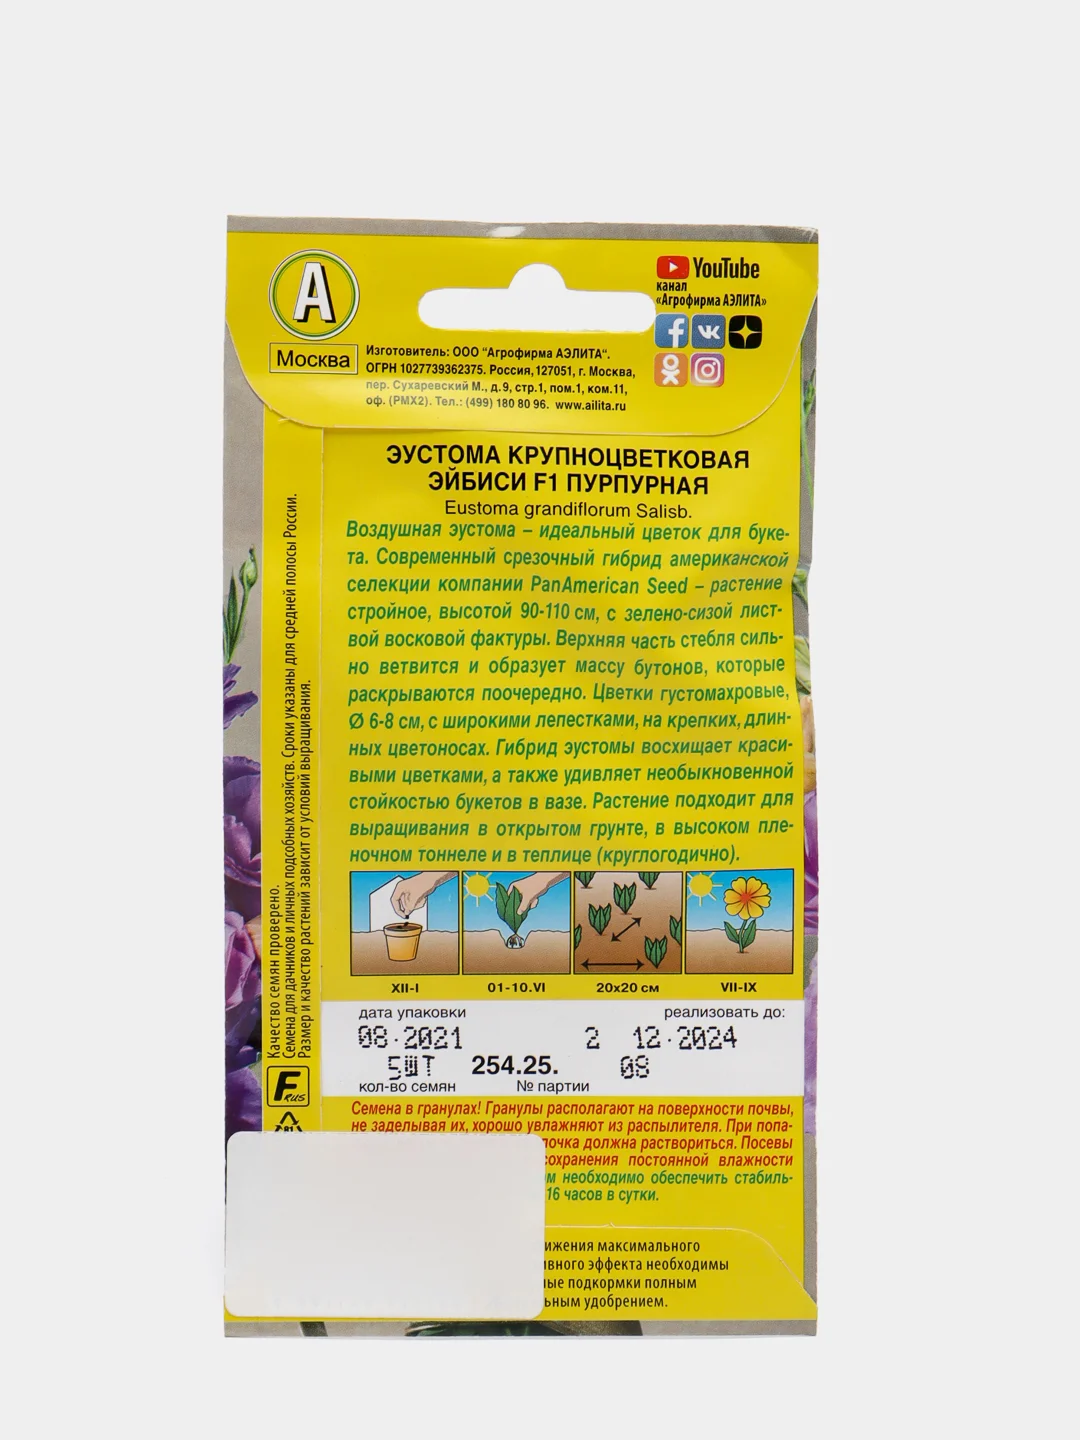 А
Москва
Изготовитель: ООО "Агрофирма АЭЛИТА".
ОГРН 1027739362375. Россия, 127051, г. Москва,
пер. Сухаревский М., д.9, стр.1, пом.1, ком.11,
оф. (РМХ2). Тел.: (499) 180 80 96. www.ailita.ru
YouTube
канал
«Агрофирма АЭЛИТА»
ЭУСТОМА КРУПНОЦВЕТКОВАЯ
ЭЙБИСИ F1 ПУРПУРНАЯ
Eustoma grandiflorum Salisb.
Воздушная эустома – идеальный цветок для буке-
та. Современный срезочный гибрид американской
селекции компании PanAmerican Seed – растение
стройное, высотой 90-110 см, с зелено-сизой лист-
вой восковой фактуры. Верхняя часть стебля силь-
но ветвится и образует массу бутонов, которые
раскрываются поочередно. Цветки густомахровые,
Ø 6-8 см, с широкими лепестками, на крепких, длин-
ных цветоносах. Гибрид эустомы восхищает краси-
выми цветками, а также удивляет необыкновенной
стойкостью букетов в вазе. Растение подходит для
выращивания в открытом грунте, в высоком пле-
ночном тоннеле и в теплице (круглогодично).
XII-I 01-10.VI 20x20 см VII-IX
дата упаковки реализовать до:
08.2021 2 12.2024
5ШТ 254.25. 08
кол-во семян № партии
Семена в гранулах! Гранулы располагают на поверхности почвы,
не заделывая их, хорошо увлажняют из распылителя. При попа-
лочка должна раствориться. Посевы
сохранения постоянной влажности
м необходимо обеспечить стабиль-
16 часов в сутки.
ижения максимального
ивного эффекта необходимы
ые подкормки полным
ьным удобрением.
Качество семян проверено.
Семена для дачников и личных подсобных хозяйств. Сроки указаны для средней полосы России.
Размер и качество растений зависит от условий выращивания.
F RUS
81